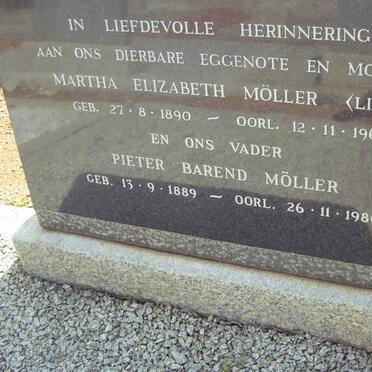 IN LIEFDEVOLLE HERINNERING
AAN ONS DIERBARE EGGENOTE EN
MARTHA ELIZABETH MÖLLER
GEB. 27·8·1890 — OORL. 12·11·
EN ONS VADER
PIETER BAREND MÖLLER
GEB. 13·9·1889 — OORL. 26·11·1980